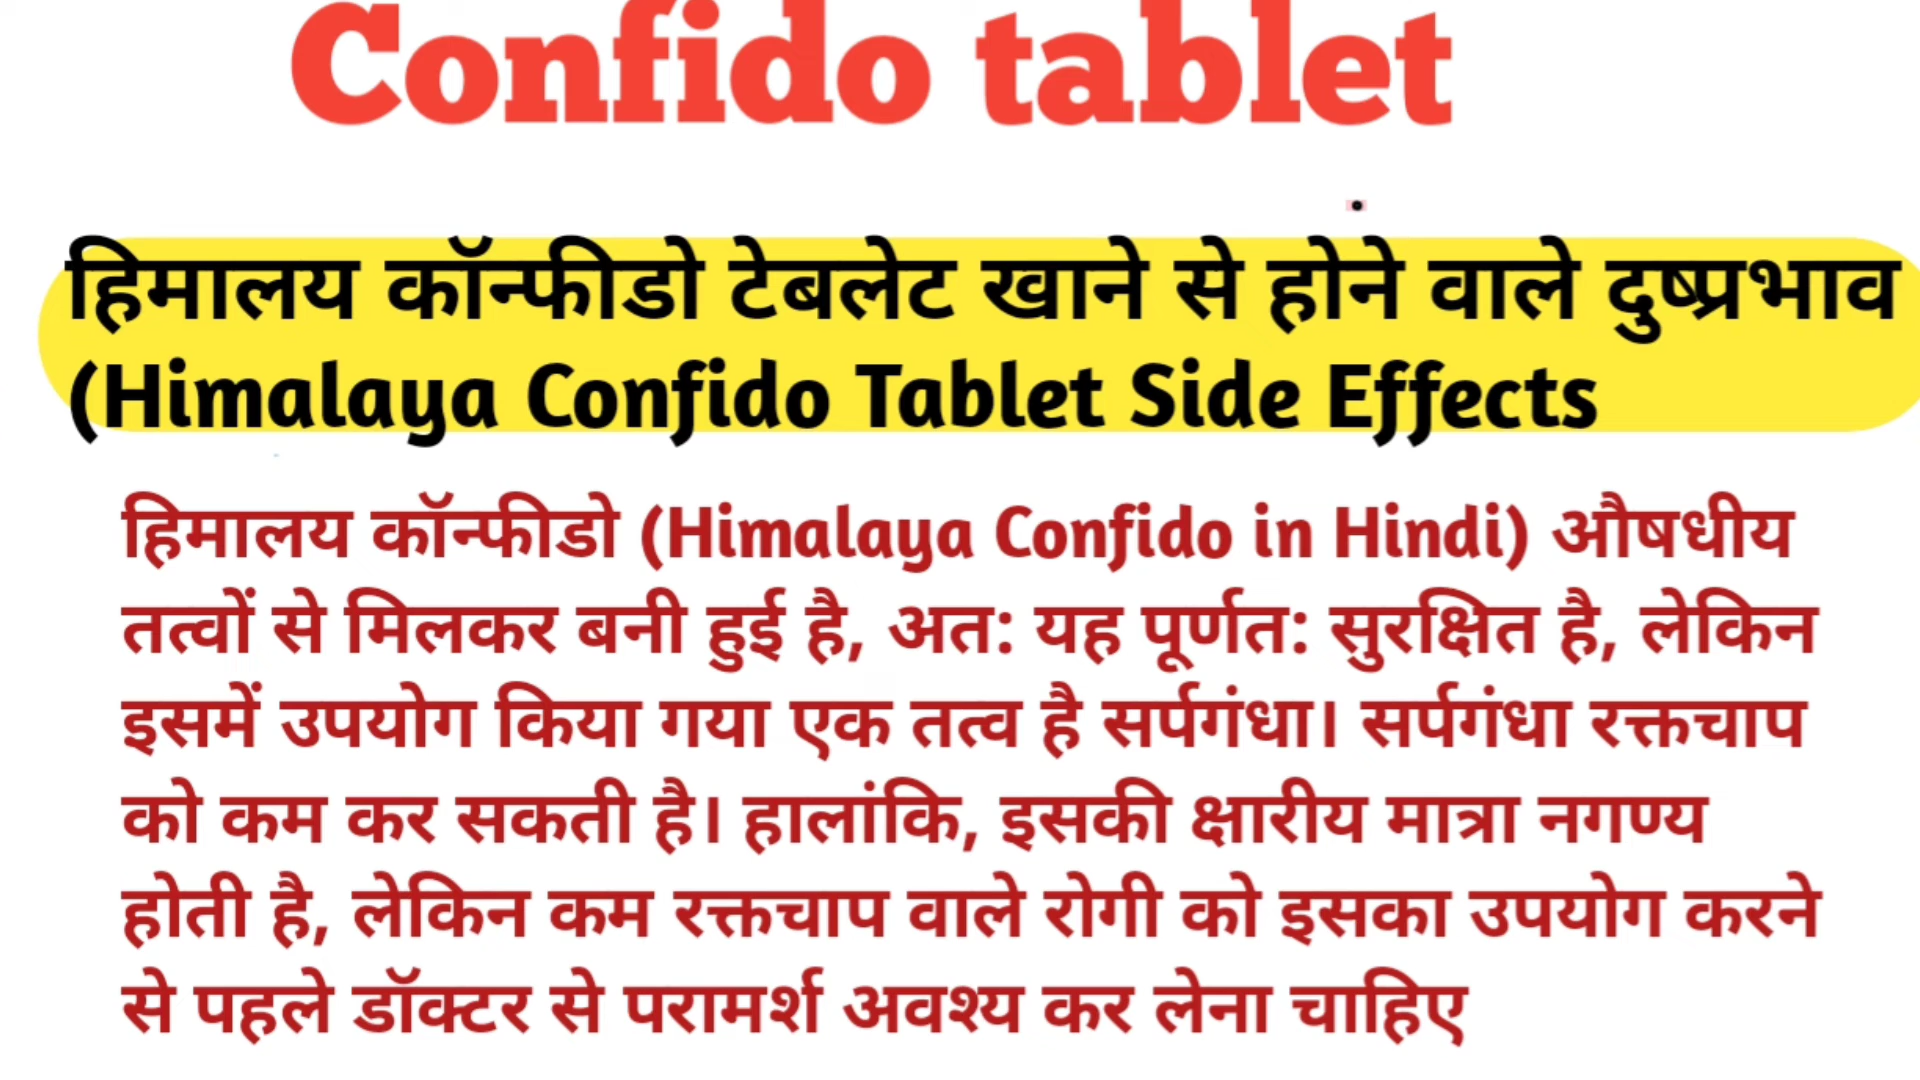 Confido tablet
हिमालय कॉन्फीडो टेबलेट खाने से होने वाले दुष्प्रभाव
(Himalaya Confido Tablet Side Effects
हिमालय कॉन्फीडो (Himalaya Confido in Hindi) औषधीय
तत्वों से मिलकर बनी हुई है, अत: यह पूर्णत: सुरक्षित है, लेकिन
इसमें उपयोग किया गया एक तत्व है सर्पगंधा। सर्पगंधा रक्तचाप
को कम कर सकती है। हालांकि, इसकी क्षारीय मात्रा नगण्य
होती है, लेकिन कम रक्तचाप वाले रोगी को इसका उपयोग करने
से पहले डॉक्टर से परामर्श अवश्य कर लेना चाहिए